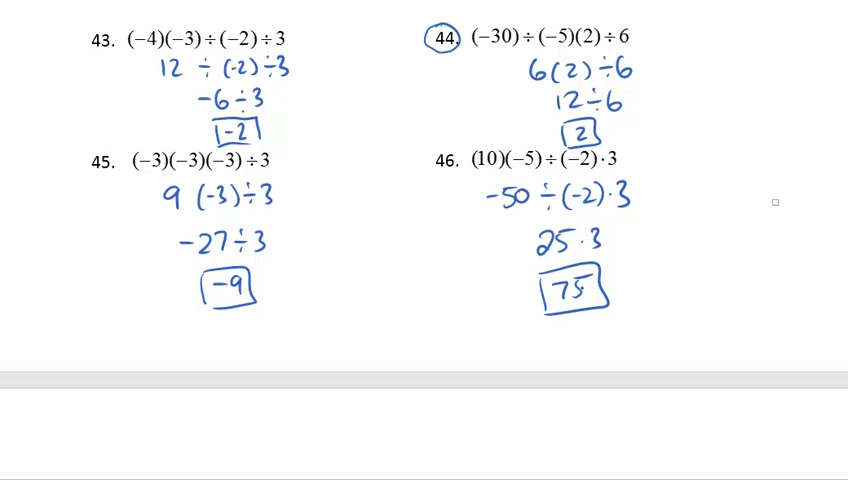 43. (−4)(−3) ÷ (−2) ÷ 3
12 ÷ (-2) ÷ 3
-6 ÷ 3
-2
44. (−30) ÷ (−5)(2) ÷ 6
6(2) ÷ 6
12 ÷ 6
2
45. (−3)(−3)(−3) ÷ 3
9 (-3) ÷ 3
-27 ÷ 3
-9
46. (10)(−5) ÷ (−2) · 3
-50 ÷ (-2) · 3
25 · 3
75